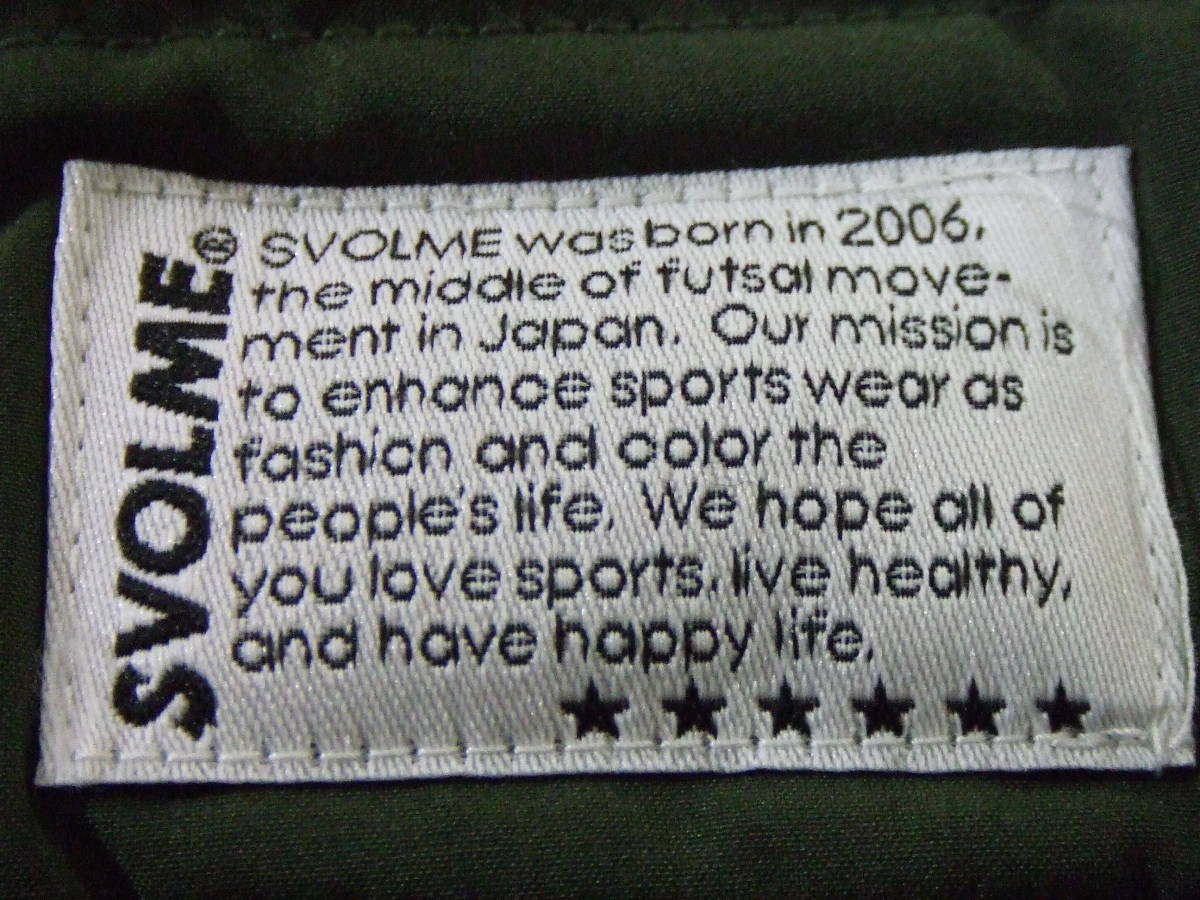 SVOLME®
SVOLME was born in 2006,
the middle of futsal move-
ment in Japan. Our mission is
to enhance sports wear as
fashion and color the
people's life. We hope all of
you love sports, live healthy,
and have happy life.
★ ★ ★ ★ ★ ★